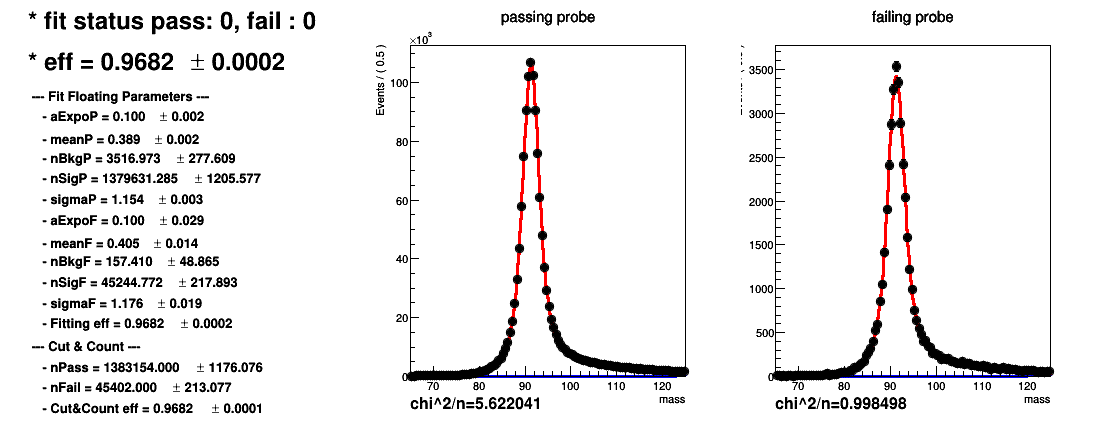 * fit status pass: 0, fail : 0
* eff = 0.9682 ± 0.0002
--- Fit Floating Parameters ---
- aExpoP = 0.100 ± 0.002
- meanP = 0.389 ± 0.002
- nBkgP = 3516.973 ± 277.609
- nSigP = 1379631.285 ± 1205.577
- sigmaP = 1.154 ± 0.003
- aExpoF = 0.100 ± 0.029
- meanF = 0.405 ± 0.014
- nBkgF = 157.410 ± 48.865
- nSigF = 45244.772 ± 217.893
- sigmaF = 1.176 ± 0.019
- Fitting eff = 0.9682 ± 0.0002
--- Cut & Count ---
- nPass = 1383154.000 ± 1176.076
- nFail = 45402.000 ± 213.077
- Cut&Count eff = 0.9682 ± 0.0001
passing probe
×10³
Events / ( 0.5 )
100
80
60
40
20
0
70 80 90 100 110 120
mass
chi^2/n=5.622041
failing probe
3500
3000
2500
2000
1500
1000
500
0
70 80 90 100 110 120
mass
chi^2/n=0.998498